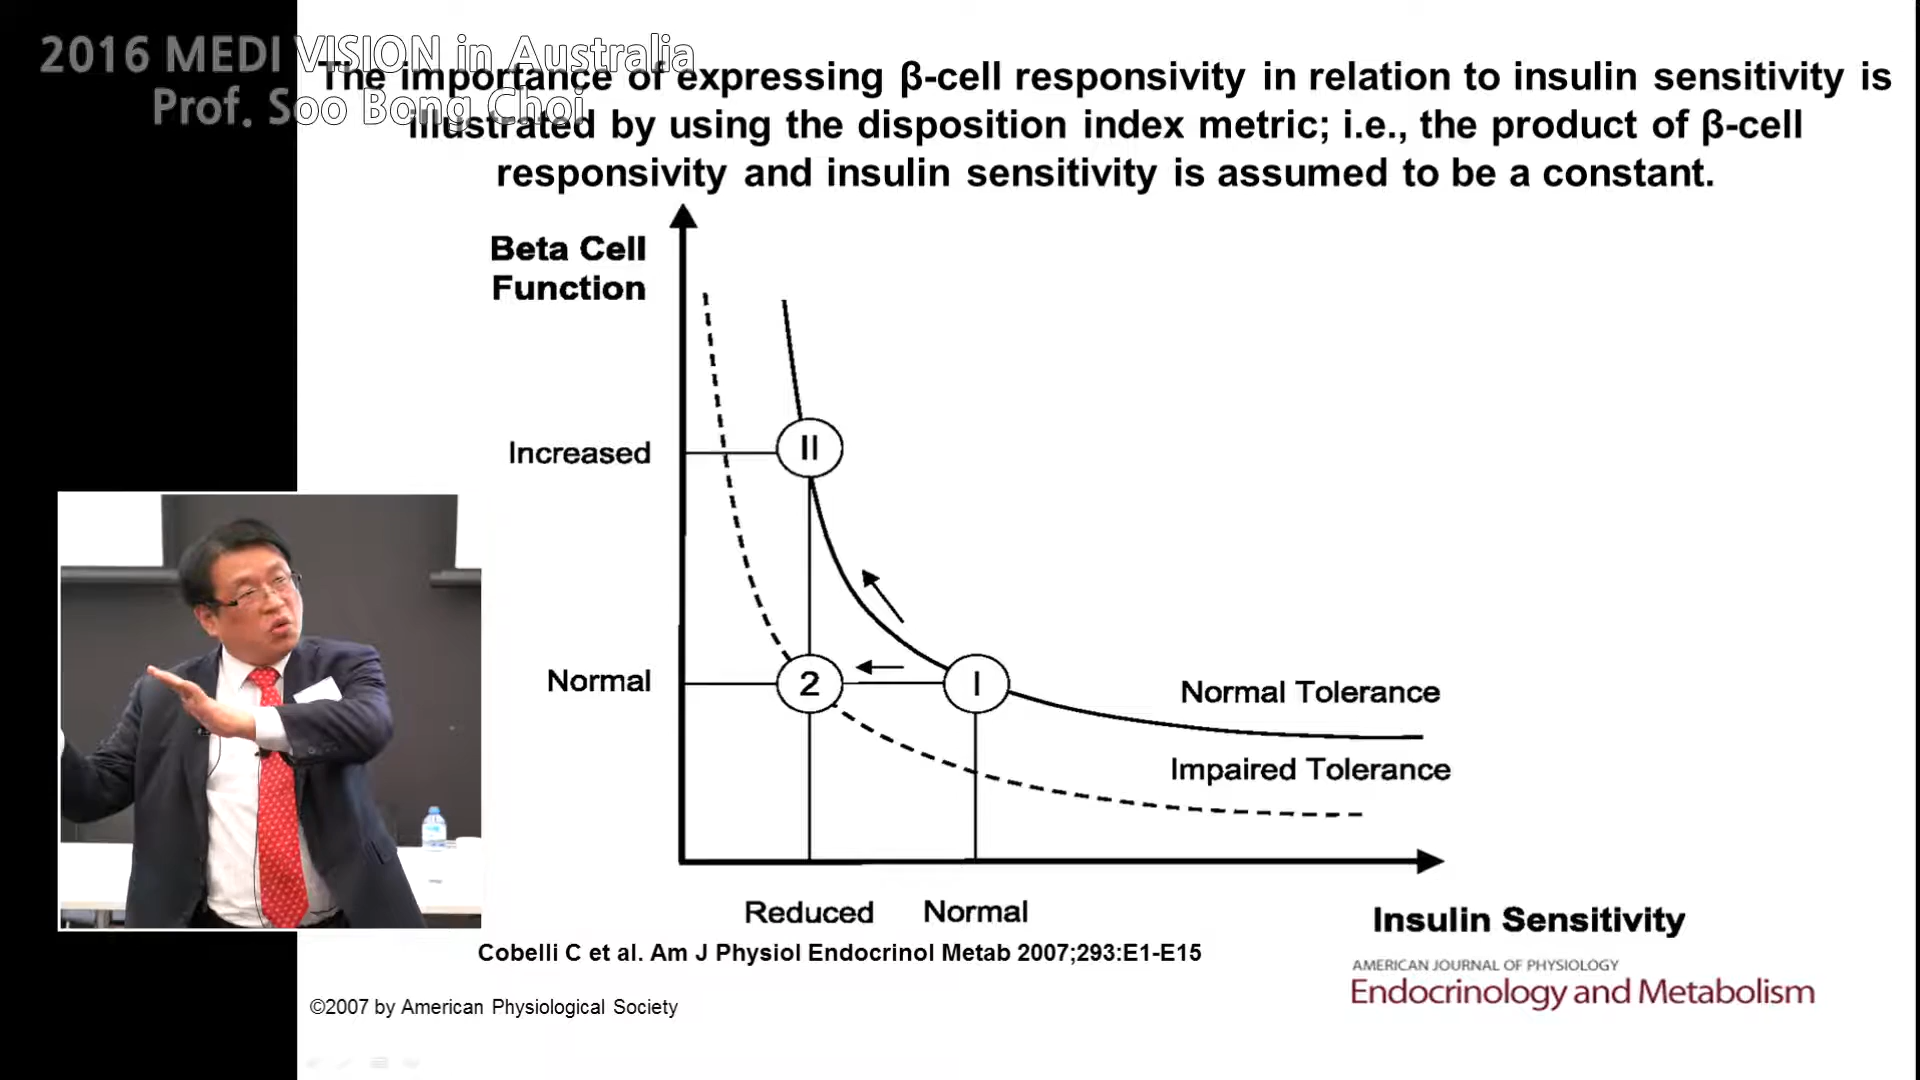 2016 MEDI VISION in Australia
Prof. Soo Bong Choi
The importance of expressing β-cell responsivity in relation to insulin sensitivity is
illustrated by using the disposition index metric; i.e., the product of β-cell
responsivity and insulin sensitivity is assumed to be a constant.
Beta Cell
Function
Increased
II
Normal
2
I
Normal Tolerance
Impaired Tolerance
Reduced
Normal
Insulin Sensitivity
Cobelli C et al. Am J Physiol Endocrinol Metab 2007;293:E1-E15
AMERICAN JOURNAL OF PHYSIOLOGY
Endocrinology and Metabolism
©2007 by American Physiological Society